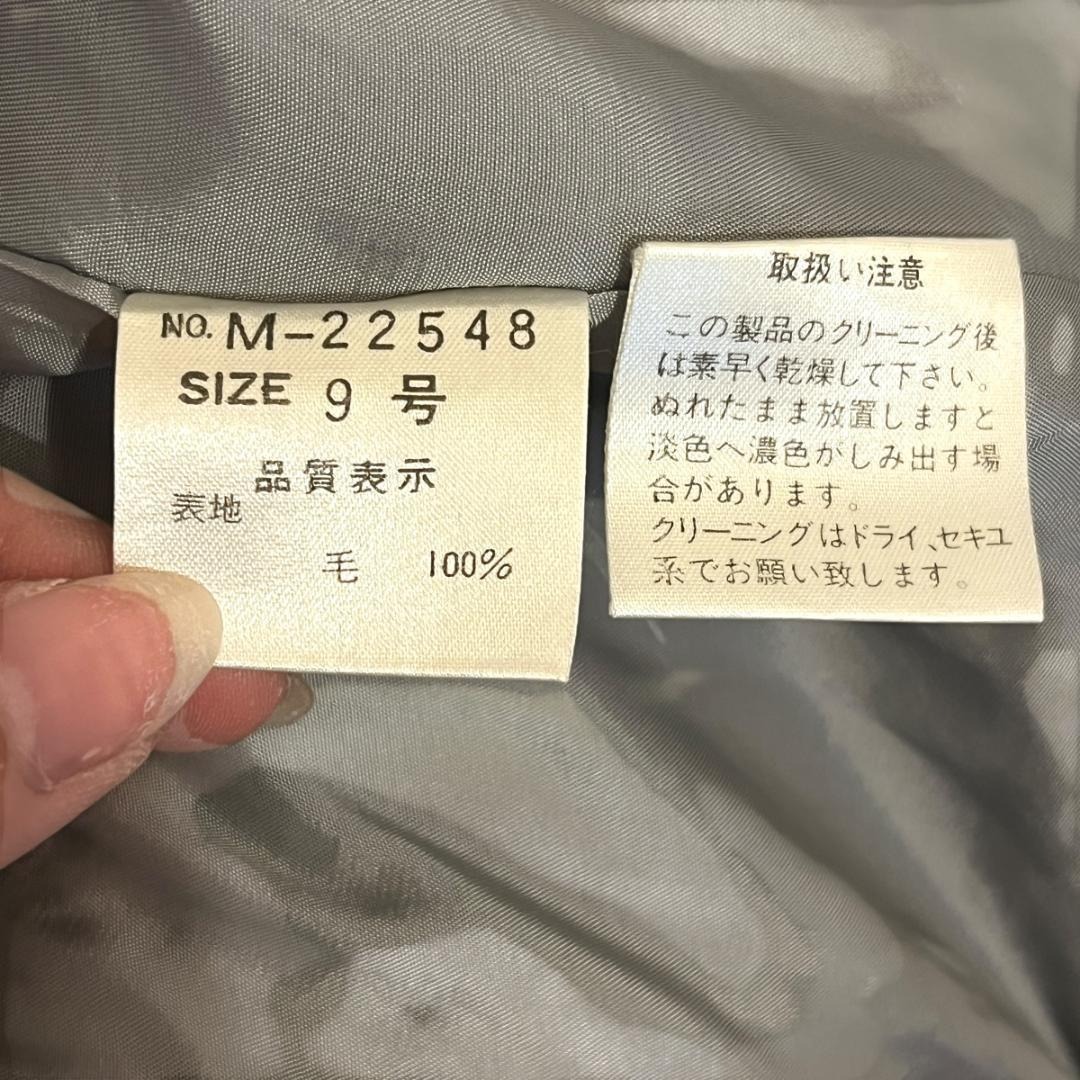 NO. M-22548
SIZE 9 号
品質表示
表地
毛 100%
取扱い注意
この製品のクリーニング後
は素早く乾燥して下さい。
ぬれたまま放置しますと
淡色へ濃色がしみ出す場
合があります。
クリーニングはドライ、セキユ
系でお願い致します。